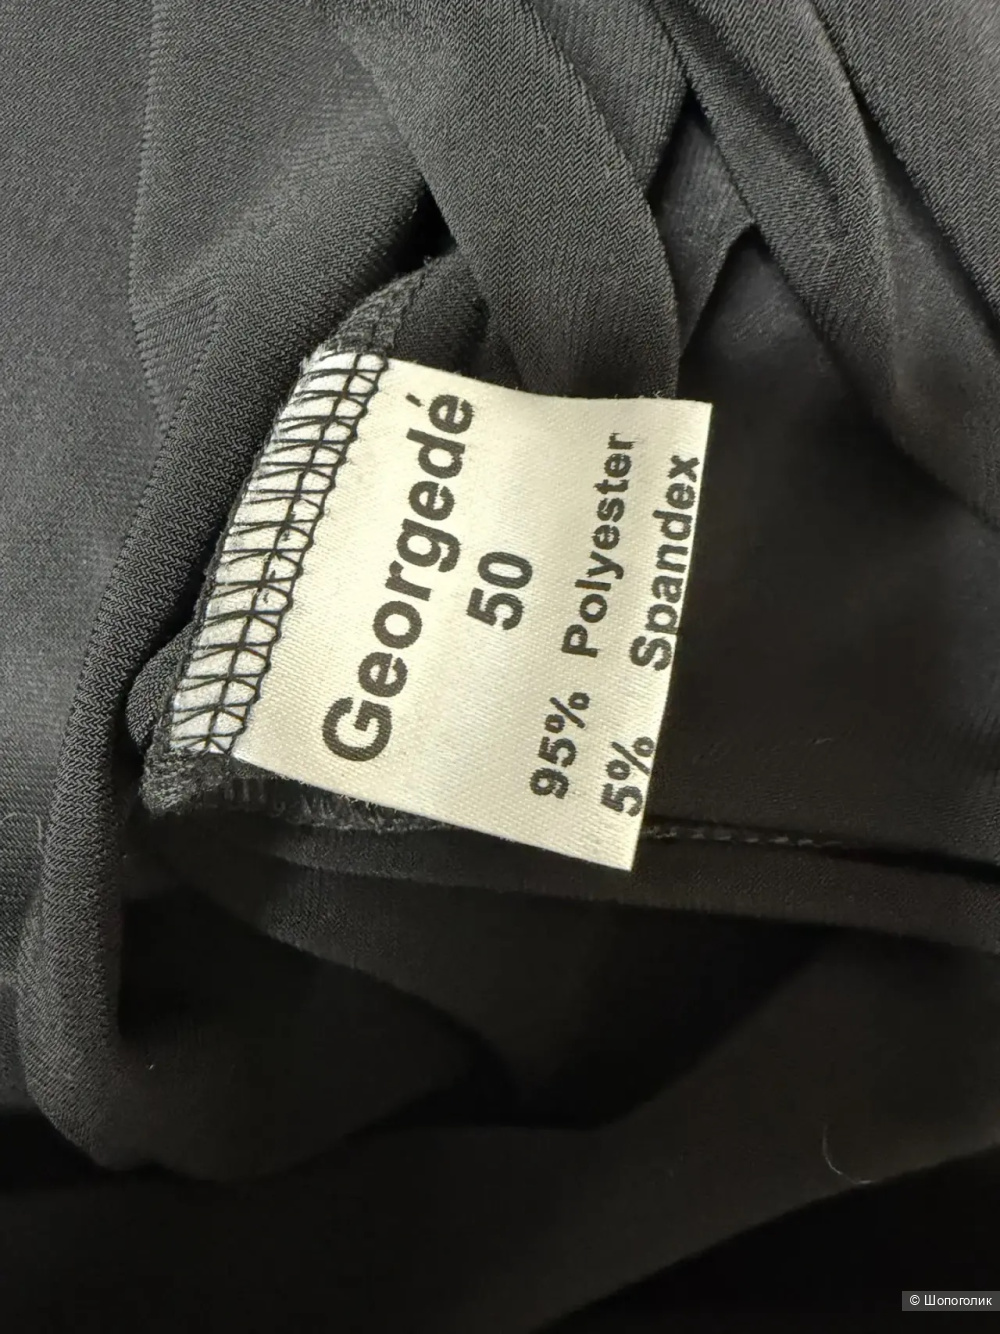 Georgedé
50
95% Polyester
5% Spandex
© Шопоголик